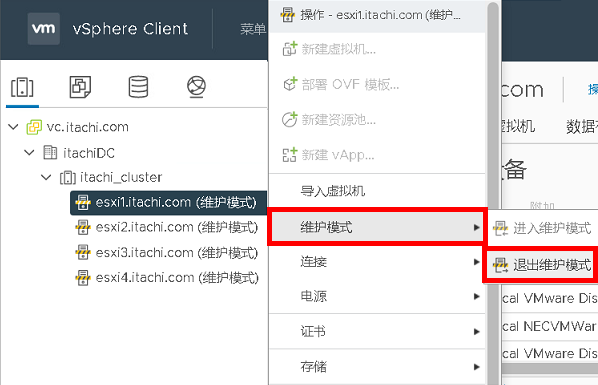 vm vSphere Client 菜单
操作 - esxi1.itachi.com (维护...
新建虚拟机...
部署 OVF 模板...
新建资源池...
新建 vApp...
导入虚拟机
维护模式
连接
电源
证书
存储
vc.itachi.com
itachiDC
itachi_cluster
esxi1.itachi.com (维护模式)
esxi2.itachi.com (维护模式)
esxi3.itachi.com (维护模式)
esxi4.itachi.com (维护模式)
进入维护模式
退出维护模式
com
虚拟机 数据
备
cal VMware Dis
cal NECVMWar
cal VMware Dis